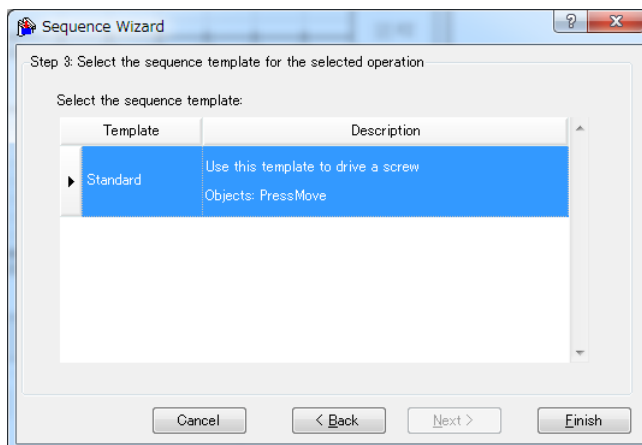 Sequence Wizard
Step 3: Select the sequence template for the selected operation
Select the sequence template:
Template Description
Standard
Use this template to drive a screw
Objects: PressMove
Cancel < Back Next > Finish